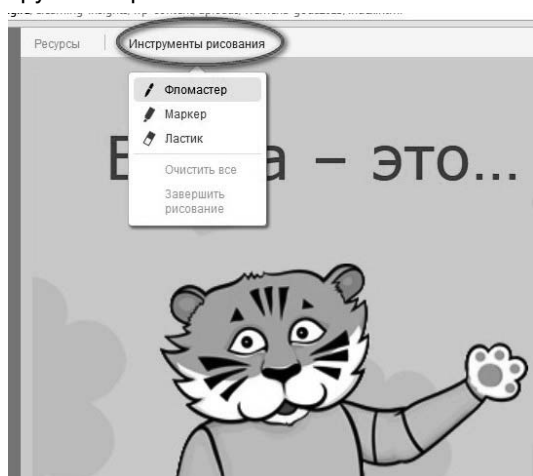 Ресурсы Инструменты рисования
Фломастер
Маркер
Ластик
– это...
Очистить все
Завершить
рисование